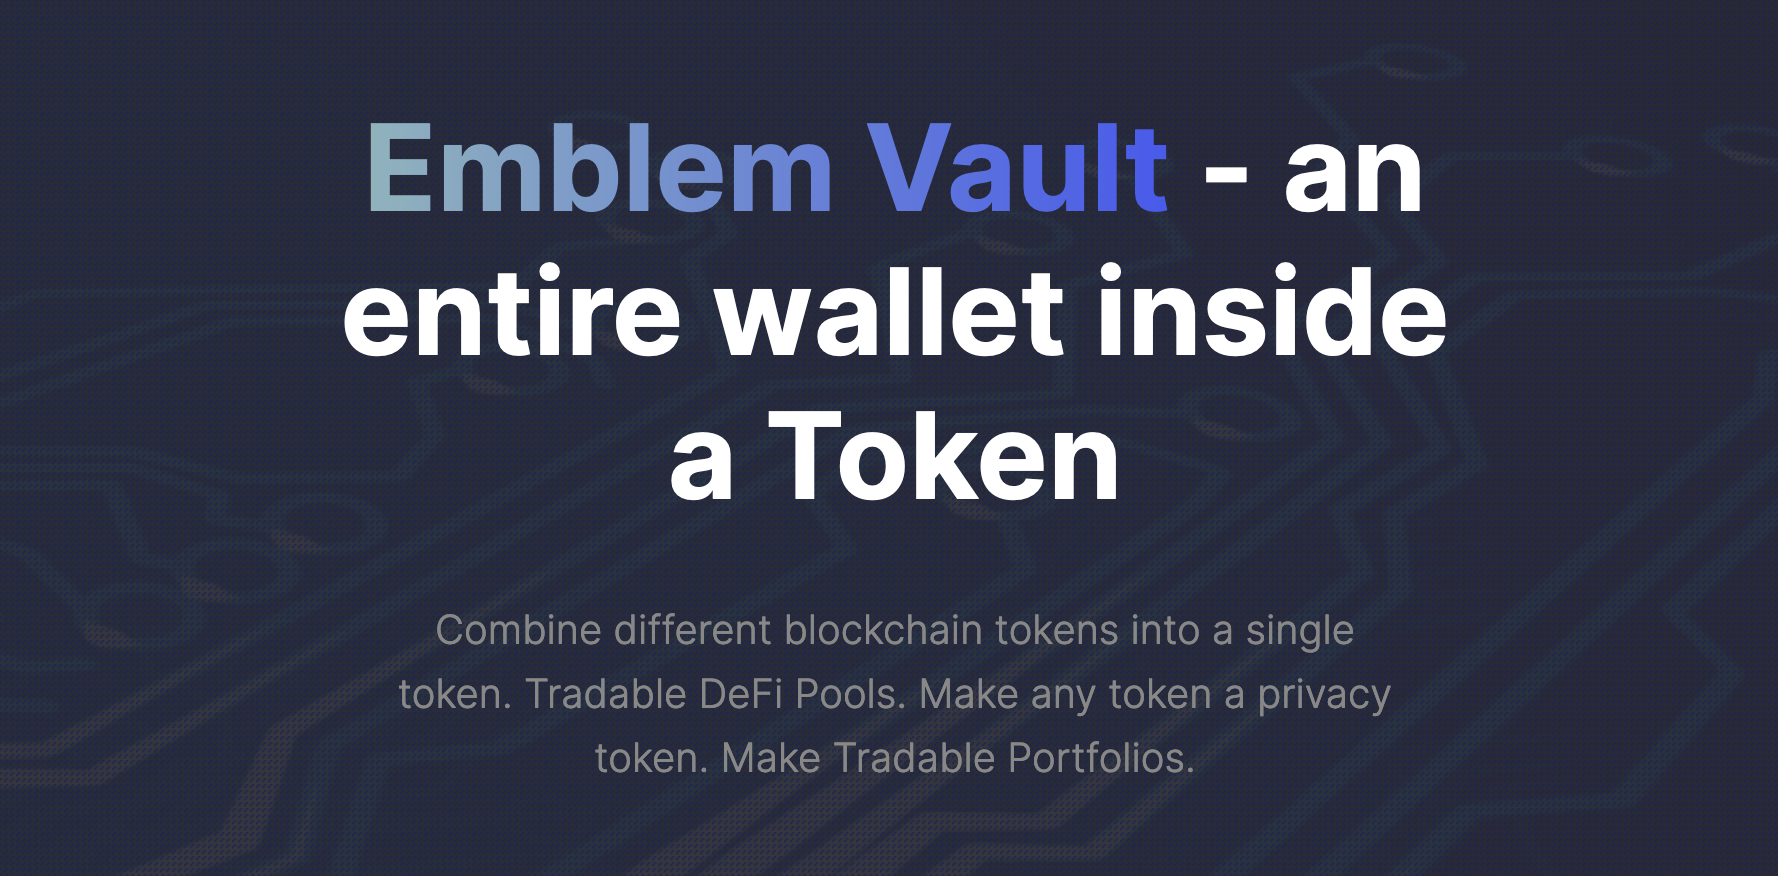 Emblem Vault - an
entire wallet inside
a Token
Combine different blockchain tokens into a single
token. Tradable DeFi Pools. Make any token a privacy
token. Make Tradable Portfolios.